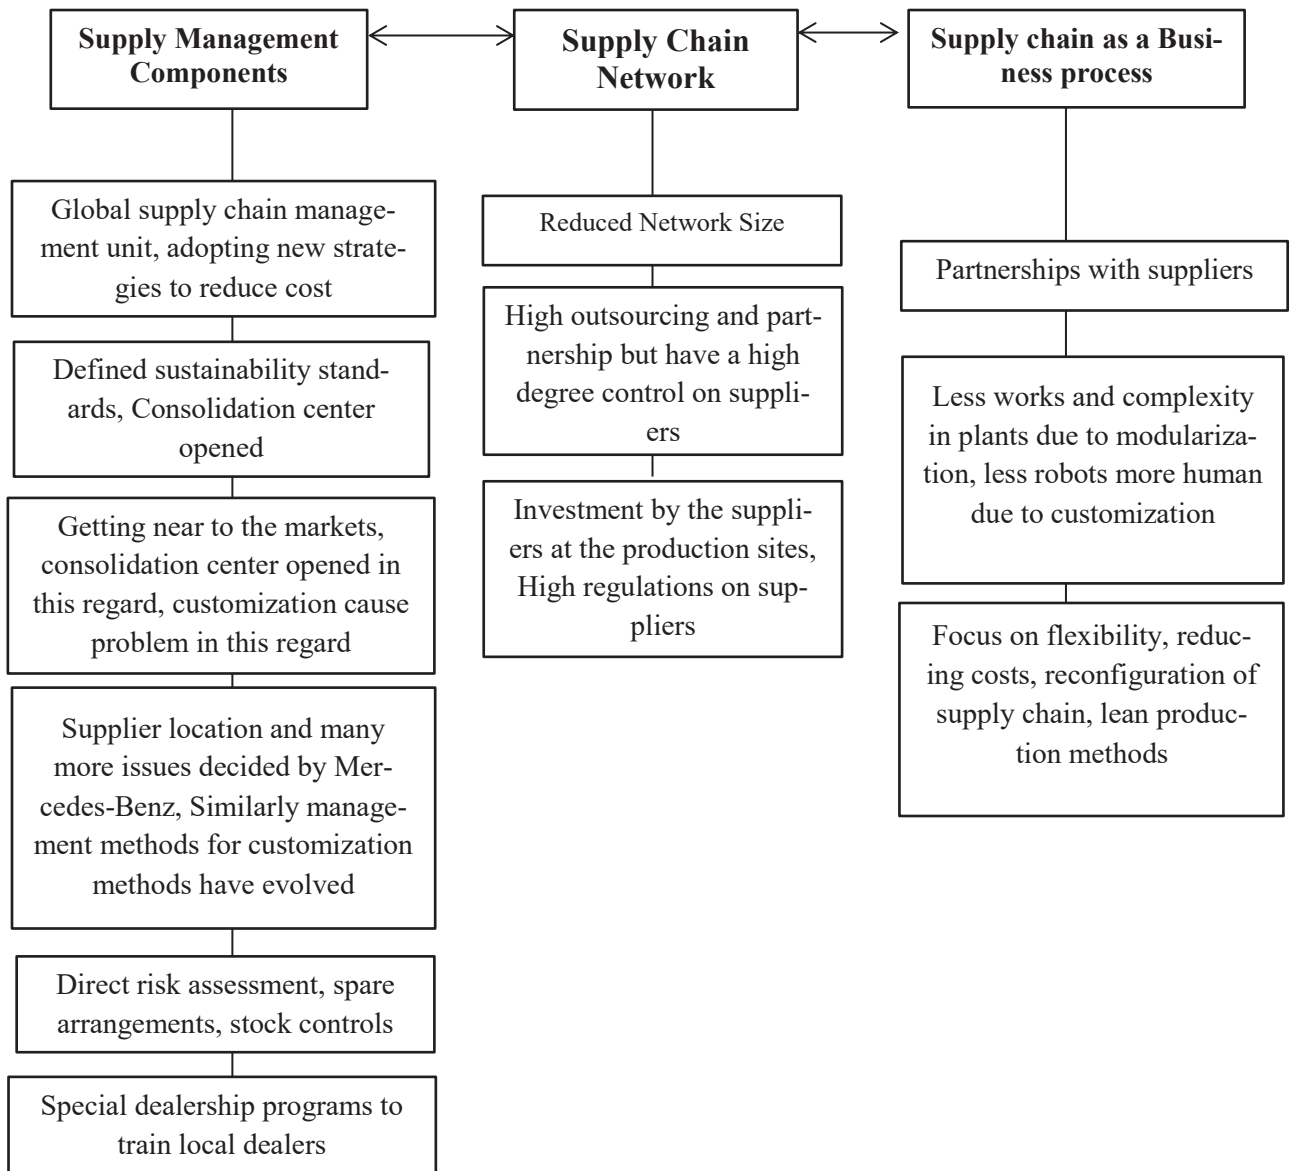 Supply Management
Components
Supply Chain
Network
Supply chain as a Busi-
ness process
Global supply chain manage-
ment unit, adopting new strate-
gies to reduce cost
Defined sustainability stand-
ards, Consolidation center
opened
Getting near to the markets,
consolidation center opened in
this regard, customization cause
problem in this regard
Supplier location and many
more issues decided by Mer-
cedes-Benz, Similarly manage-
ment methods for customization
methods have evolved
Direct risk assessment, spare
arrangements, stock controls
Special dealership programs to
train local dealers
Reduced Network Size
High outsourcing and part-
nership but have a high
degree control on suppli-
ers
Investment by the suppli-
ers at the production sites,
High regulations on sup-
pliers
Partnerships with suppliers
Less works and complexity
in plants due to modulariza-
tion, less robots more human
due to customization
Focus on flexibility, reduc-
ing costs, reconfiguration of
supply chain, lean produc-
tion methods